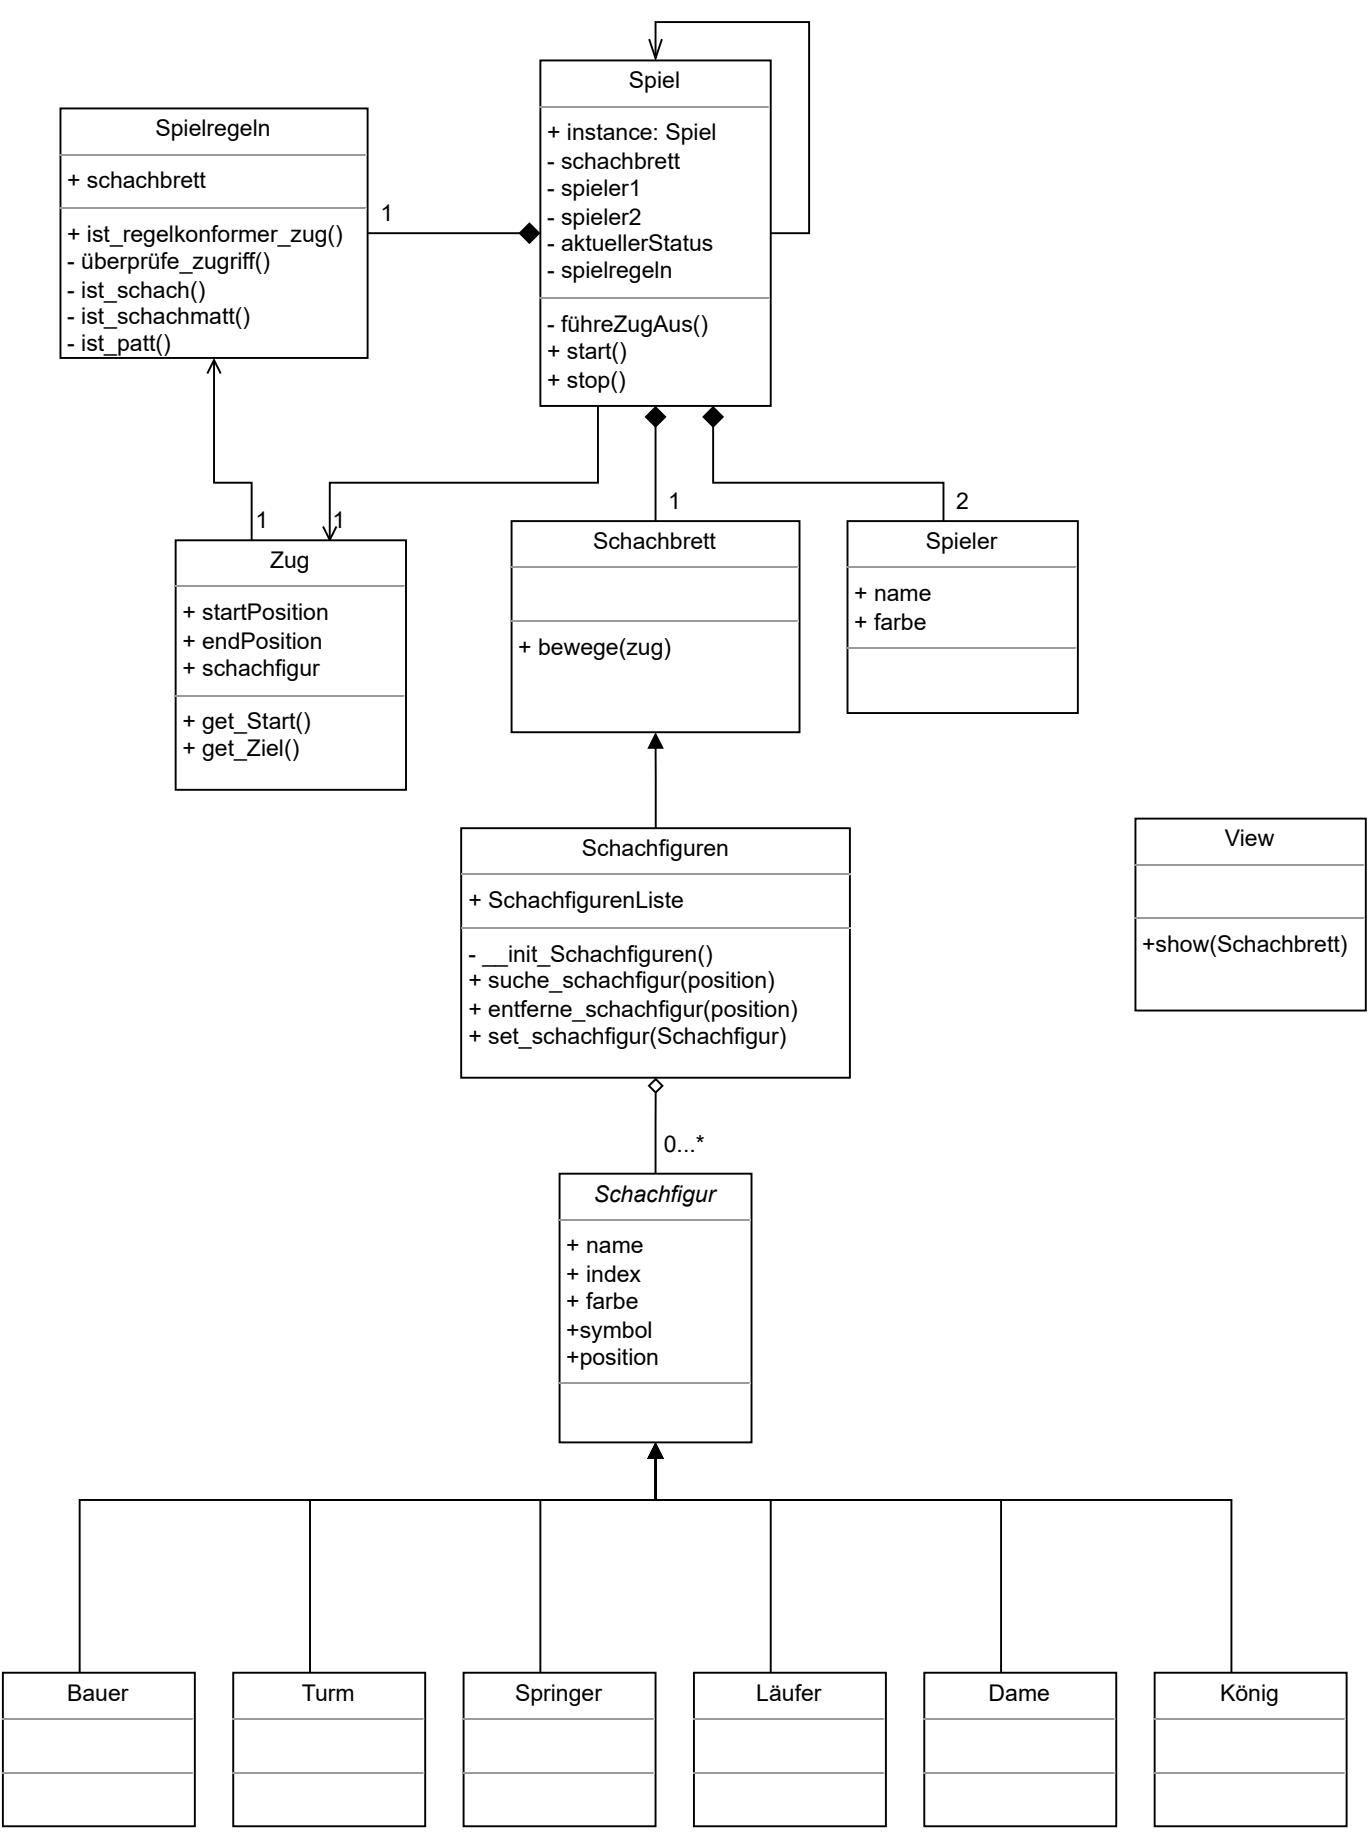 Spiel
+ instance: Spiel
- schachbrett
- spieler1
- spieler2
- aktuellerStatus
- spielregeln
- führeZugAus()
+ start()
+ stop()
Spielregeln
+ schachbrett
+ ist_regelkonformer_zug()
- überprüfe_zugriff()
- ist_schach()
- ist_schachmatt()
- ist_patt()
1
1
1
1
2
Zug
+ startPosition
+ endPosition
+ schachfigur
+ get_Start()
+ get_Ziel()
Schachbrett
+ bewege(zug)
Spieler
+ name
+ farbe
View
+show(Schachbrett)
Schachfiguren
+ SchachfigurenListe
- __init_Schachfiguren()
+ suche_schachfigur(position)
+ entferne_schachfigur(position)
+ set_schachfigur(Schachfigur)
0...*
Schachfigur
+ name
+ index
+ farbe
+symbol
+position
Bauer
Turm
Springer
Läufer
Dame
König